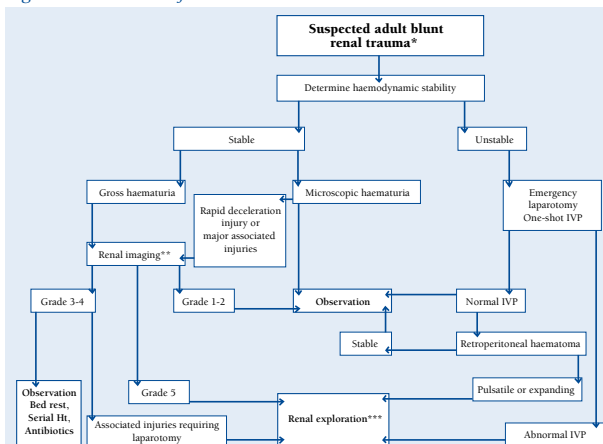 Suspected adult blunt
renal trauma*
Determine haemodynamic stability
Stable
Unstable
Gross haematuria
Microscopic haematuria
Emergency
laparotomy
One-shot IVP
Rapid deceleration
injury or
major associated
injuries
Renal imaging**
Grade 3-4
Grade 1-2
Observation
Normal IVP
Stable
Retroperitoneal haematoma
Observation
Bed rest,
Serial Ht,
Antibiotics
Grade 5
Pulsatile or expanding
Associated injuries requiring
laparotomy
Renal exploration***
Abnormal IVP